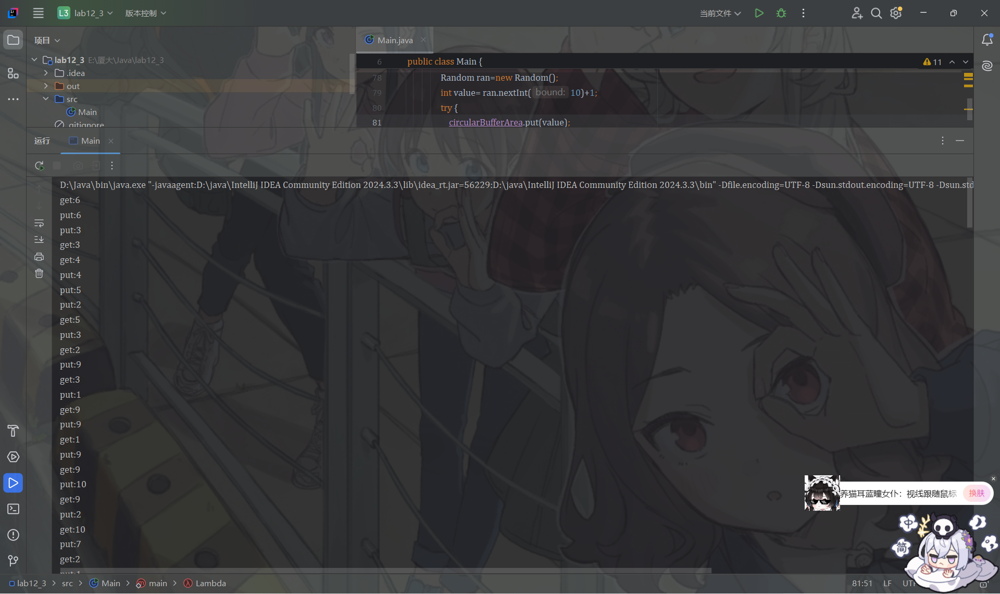 L3 lab12_3 版本控制 当前文件
项目
Main.java
lab12_3 E:\厦大\Java\lab12_3
.idea
out
src
Main
.gitignore
6 public class Main {
11
78 Random ran=new Random();
79 int value= ran.nextInt( bound: 10)+1;
80 try {
81 circularBufferArea.put(value);
运行 Main
D:\Java\bin\java.exe "-javaagent:D:\java\IntelliJ IDEA Community Edition 2024.3.3\lib\idea_rt.jar=56229:D:\java\IntelliJ IDEA Community Edition 2024.3.3\bin" -Dfile.encoding=UTF-8 -Dsun.stdout.encoding=UTF-8 -Dsun.std
get:6
put:6
put:3
get:3
get:4
put:4
put:5
put:2
get:5
put:3
get:2
put:9
get:3
put:1
get:9
put:9
get:1
put:9
get:9
put:10
get:9
put:2
get:10
put:7
get:2
put:1
养猫耳蓝瞳女仆：视线跟随鼠标 换肤
中
简
lab12_3 > src > Main > main > Lambda
81:51 LF UTF